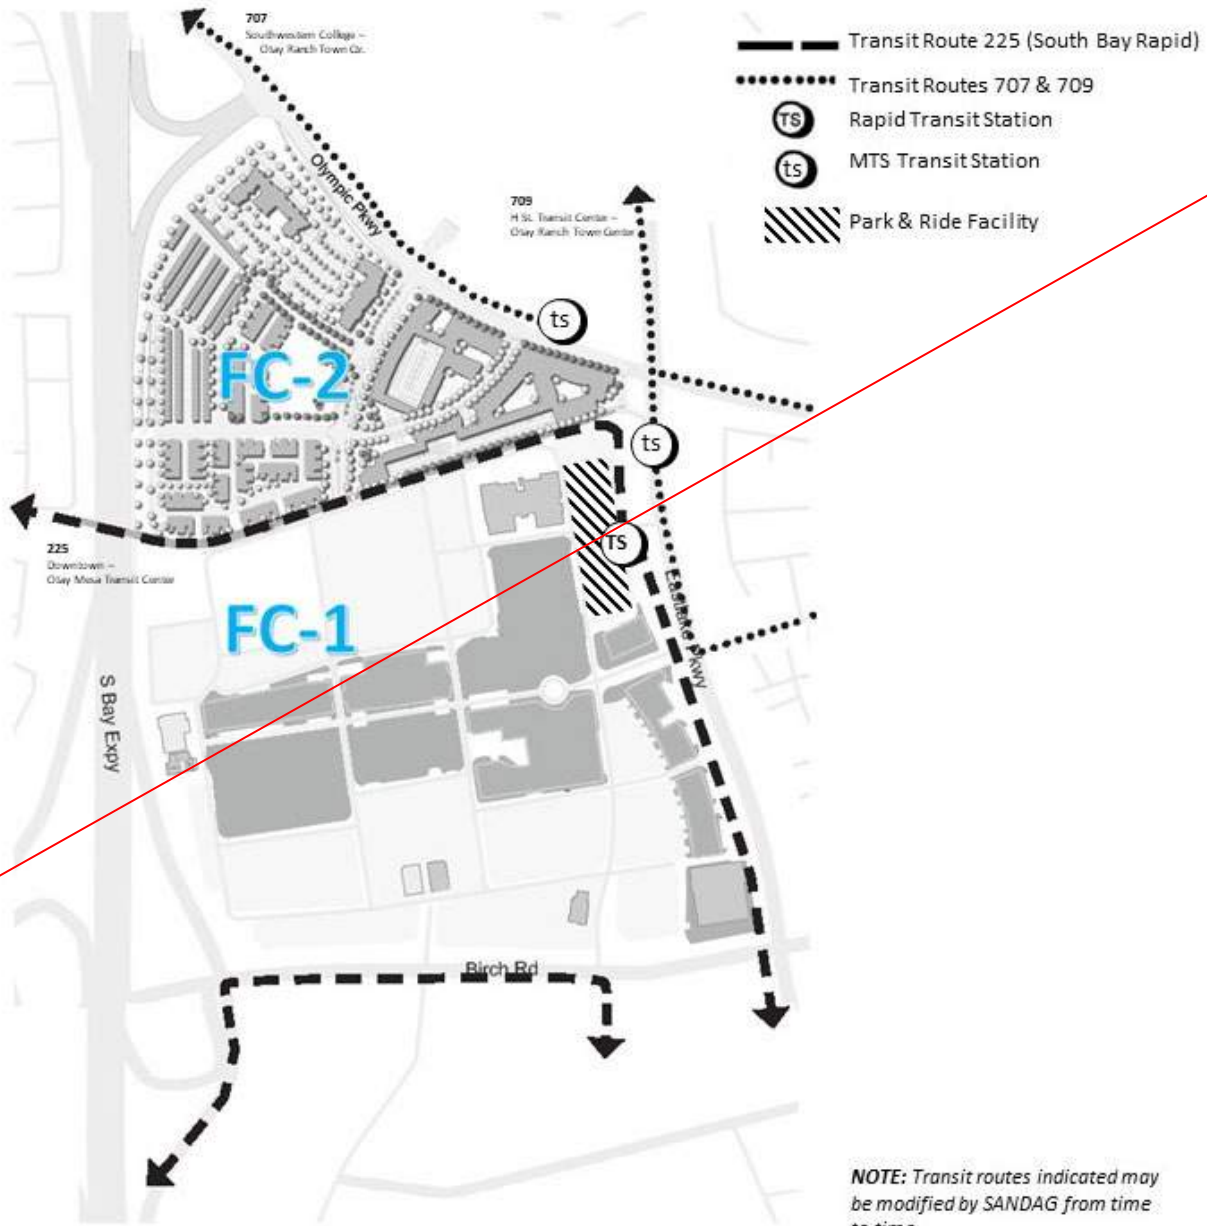 707
Southwestern College –
Otay Ranch Town Ctr.
Transit Route 225 (South Bay Rapid)
Transit Routes 707 & 709
TS
Rapid Transit Station
ts
MTS Transit Station
Park & Ride Facility
Olympic Pkwy
709
H St. Transit Center –
Otay Ranch Town Center
ts
FC-2
ts
TS
225
Downtown –
Otay Mesa Transit Center
Eastlake Pkwy
FC-1
S Bay Expy
Birch Rd
NOTE: Transit routes indicated may
be modified by SANDAG from time
to time